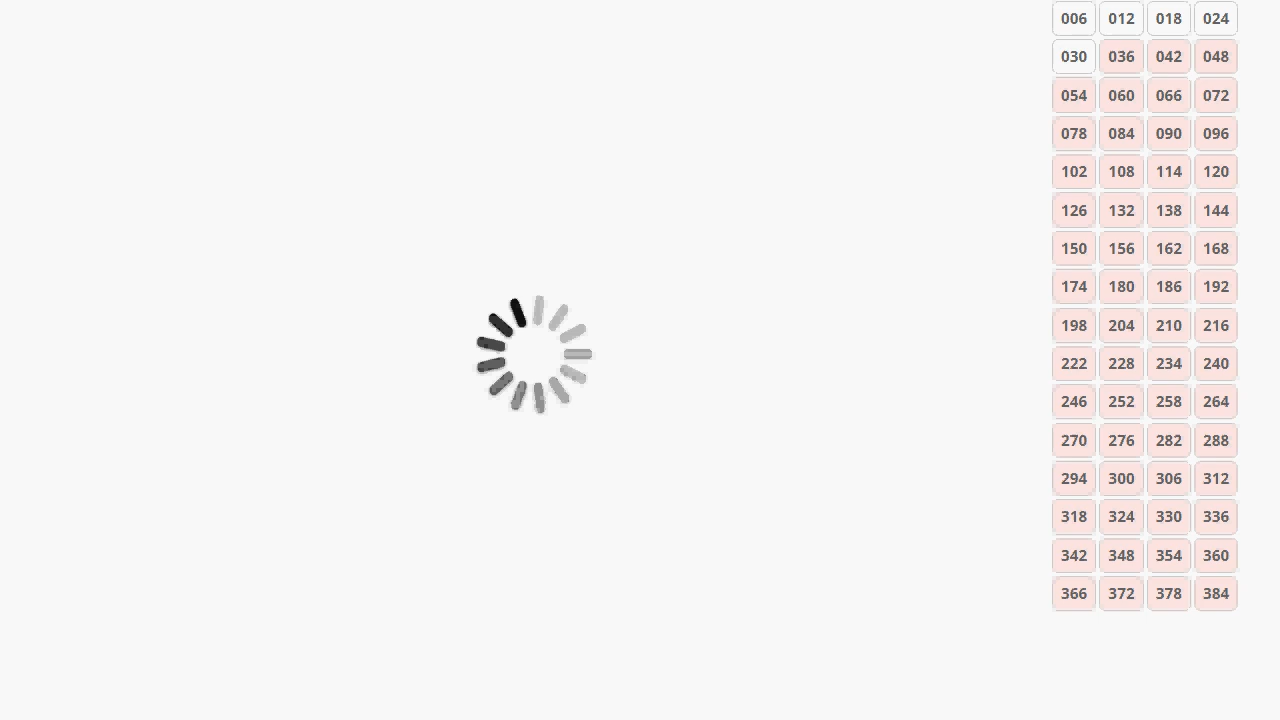 006 012 018 024
030 036 042 048
054 060 066 072
078 084 090 096
102 108 114 120
126 132 138 144
150 156 162 168
174 180 186 192
198 204 210 216
222 228 234 240
246 252 258 264
270 276 282 288
294 300 306 312
318 324 330 336
342 348 354 360
366 372 378 384